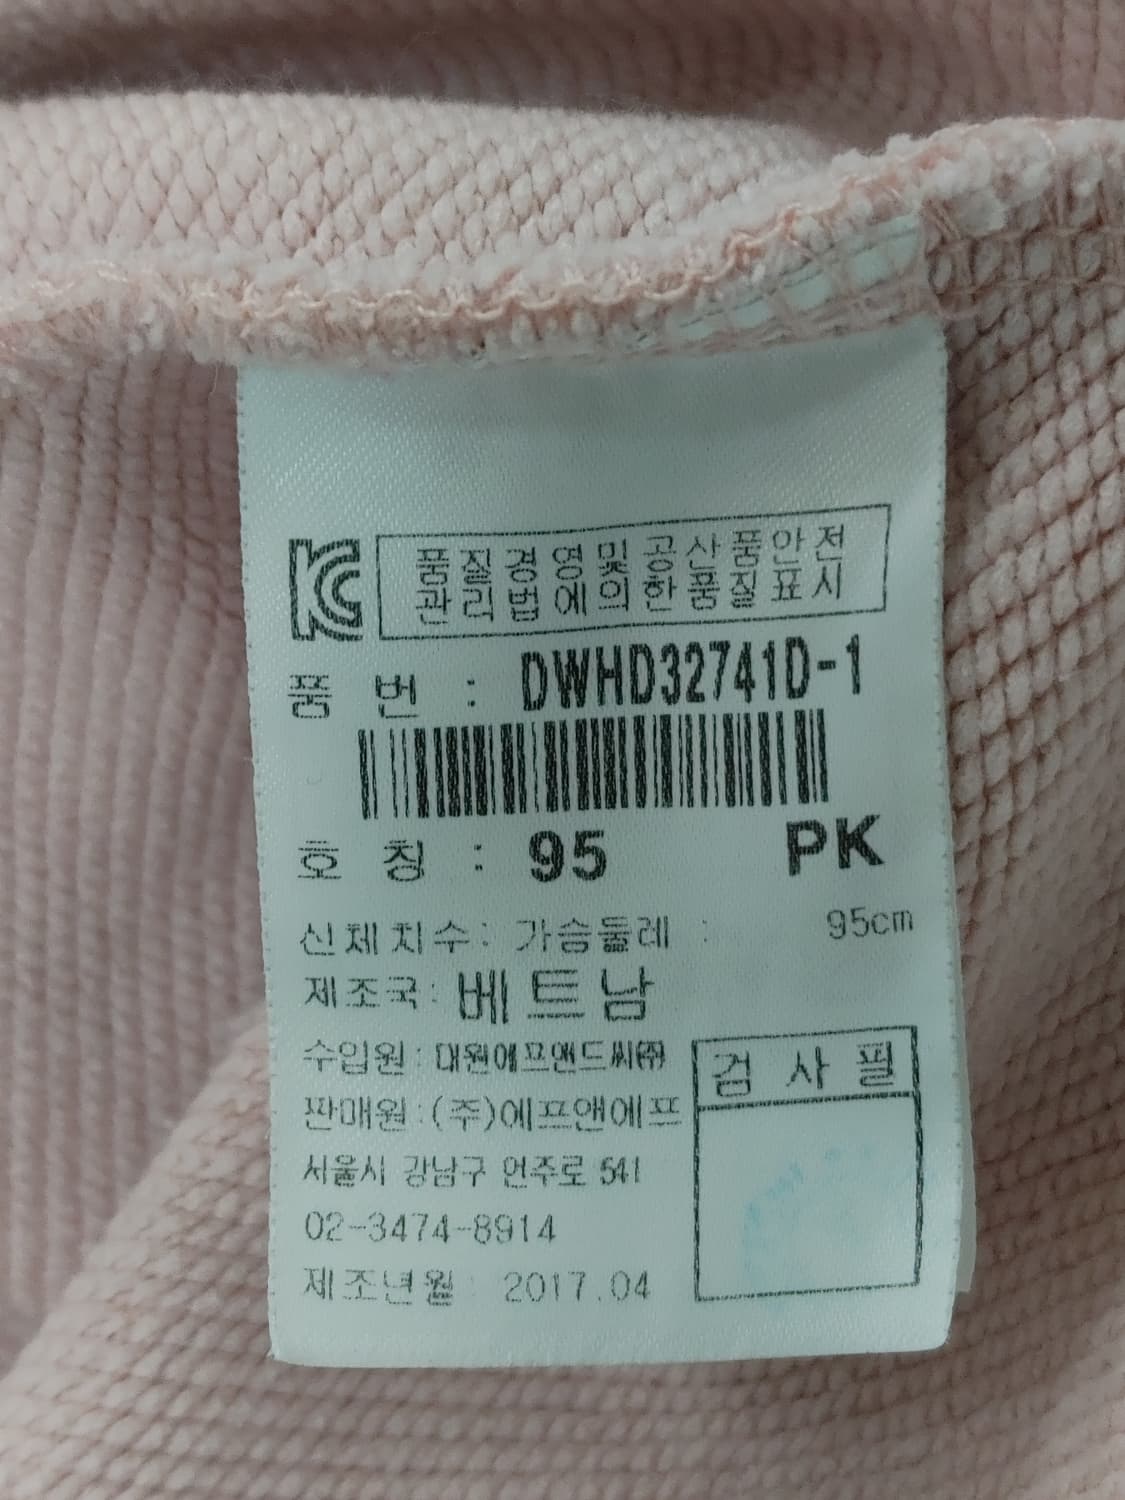 KC
품질경영및공산품안전
관리법에의한품질표시
품 번 : DWHD32741D-1
호 칭 : 95 PK
신체치수: 가슴둘레 : 95cm
제조국: 베트남
수입원: 대원에프앤드씨㈜
판매원:(주)에프앤에프
서울시 강남구 언주로 541
02-3474-8914
제조년월: 2017.04
검 사 필